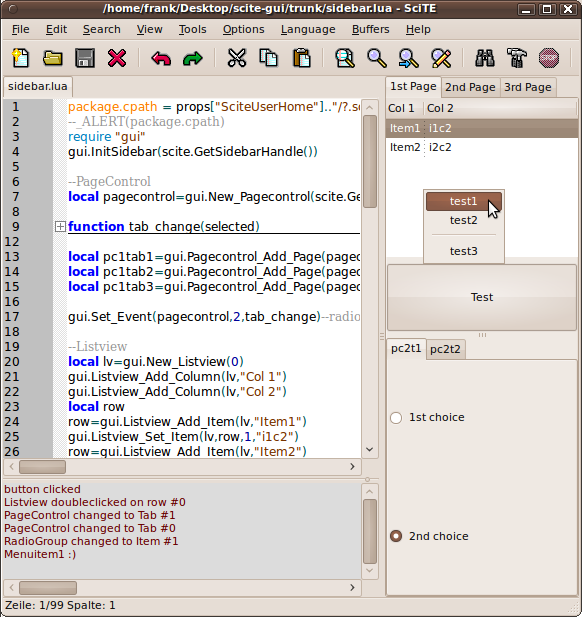 /home/frank/Desktop/scite-gui/trunk/sidebar.lua - SciTE
File Edit Search View Tools Options Language Buffers Help
sidebar.lua
1 package.cpath = props["SciteUserHome"].."/?.s
2 --_ALERT(package.cpath)
3 require "gui"
4 gui.InitSidebar(scite.GetSidebarHandle())
5
6 --PageControl
7 local pagecontrol=gui.New_Pagecontrol(scite.Ge
8
9 function tab_change(selected)
12
13 local pc1tab1=gui.Pagecontrol_Add_Page(pagec
14 local pc1tab2=gui.Pagecontrol_Add_Page(pagec
15 local pc1tab3=gui.Pagecontrol_Add_Page(pagec
16
17 gui.Set_Event(pagecontrol,2,tab_change)--radio
18
19 --Listview
20 local lv=gui.New_Listview(0)
21 gui.Listview_Add_Column(lv,"Col 1")
22 gui.Listview_Add_Column(lv,"Col 2")
23 local row
24 row=gui.Listview_Add_Item(lv,"Item1")
25 gui.Listview_Set_Item(lv,row,1,"i1c2")
26 row=gui.Listview_Add_Item(lv,"Item2")
button clicked
Listview doubleclicked on row #0
PageControl changed to Tab #1
PageControl changed to Tab #0
RadioGroup changed to Item #1
Menuitem1 :)
1st Page 2nd Page 3rd Page
Col 1 Col 2
Item1 i1c2
Item2 i2c2
test1
test2
test3
Test
pc2t1 pc2t2
1st choice
2nd choice
Zeile: 1/99 Spalte: 1